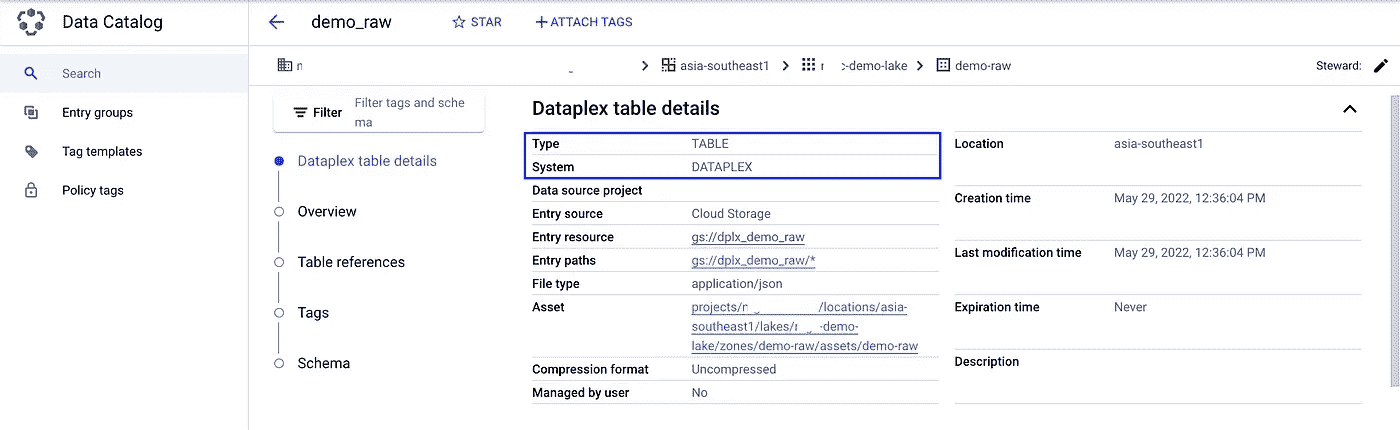 Data Catalog
demo_raw
STAR
+ATTACH TAGS
Search
Entry groups
Tag templates
Policy tags
n
asia-southeast1
c-demo-lake
demo-raw
Steward:
Filter
Filter tags and sche
ma
Dataplex table details
Overview
Table references
Tags
Schema
Dataplex table details
Type TABLE
System DATAPLEX
Data source project
Entry source Cloud Storage
Entry resource gs://dplx_demo_raw
Entry paths gs://dplx_demo_raw/*
File type application/json
Asset projects/n /locations/asia-
southeast1/lakes/ -demo-
lake/zones/demo-raw/assets/demo-raw
Compression format Uncompressed
Managed by user No
Location asia-southeast1
Creation time May 29, 2022, 12:36:04 PM
Last modification time May 29, 2022, 12:36:04 PM
Expiration time Never
Description